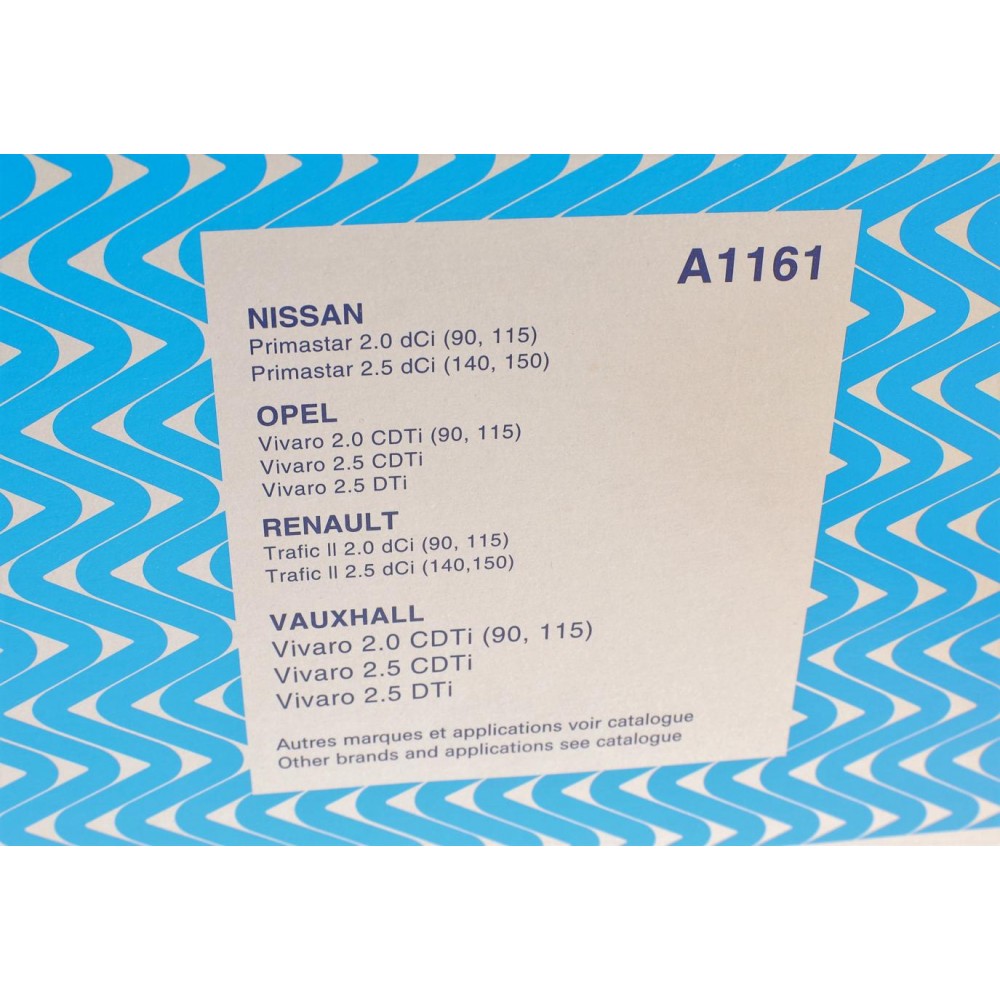 A1161
NISSAN
Primastar 2.0 dCi (90, 115)
Primastar 2.5 dCi (140, 150)
OPEL
Vivaro 2.0 CDTi (90, 115)
Vivaro 2.5 CDTi
Vivaro 2.5 DTi
RENAULT
Trafic II 2.0 dCi (90, 115)
Trafic II 2.5 dCi (140,150)
VAUXHALL
Vivaro 2.0 CDTi (90, 115)
Vivaro 2.5 CDTi
Vivaro 2.5 DTi
Autres marques et applications voir catalogue
Other brands and applications see catalogue